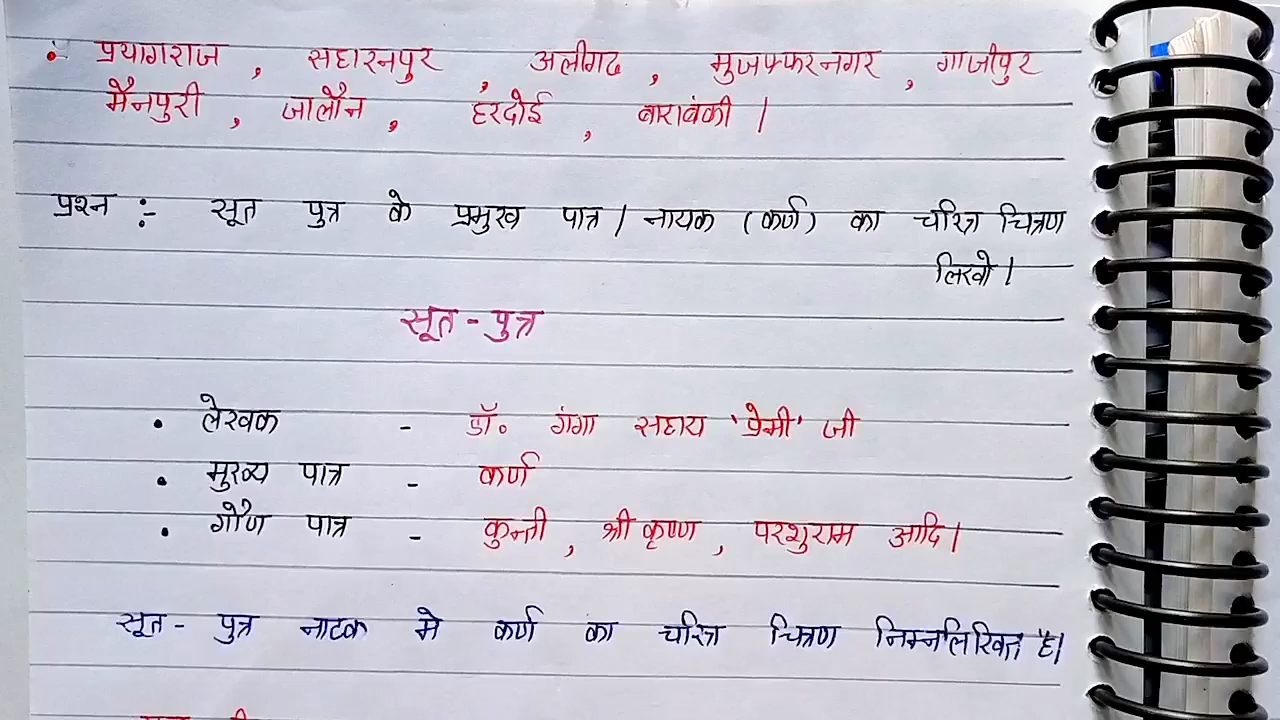 प्रयागराज , सहारनपुर , अलीगढ , मुजफ्फरनगर , गाजीपुर
मैनपुरी , जालौन , हरदोई , बाराबंकी ।
प्रश्न :- सूत पुत्र के प्रमुख पात्र / नायक (कर्ण) का चरित्र चित्रण
लिखो ।
सूत - पुत्र
• लेखक - डॉ० गंगा सहाय 'प्रेमी' जी
• मुख्य पात्र - कर्ण
• गौण पात्र - कुन्ती , श्री कृष्ण , परशुराम आदि ।
सूत - पुत्र नाटक मे कर्ण का चरित्र चित्रण निम्नलिखित है।